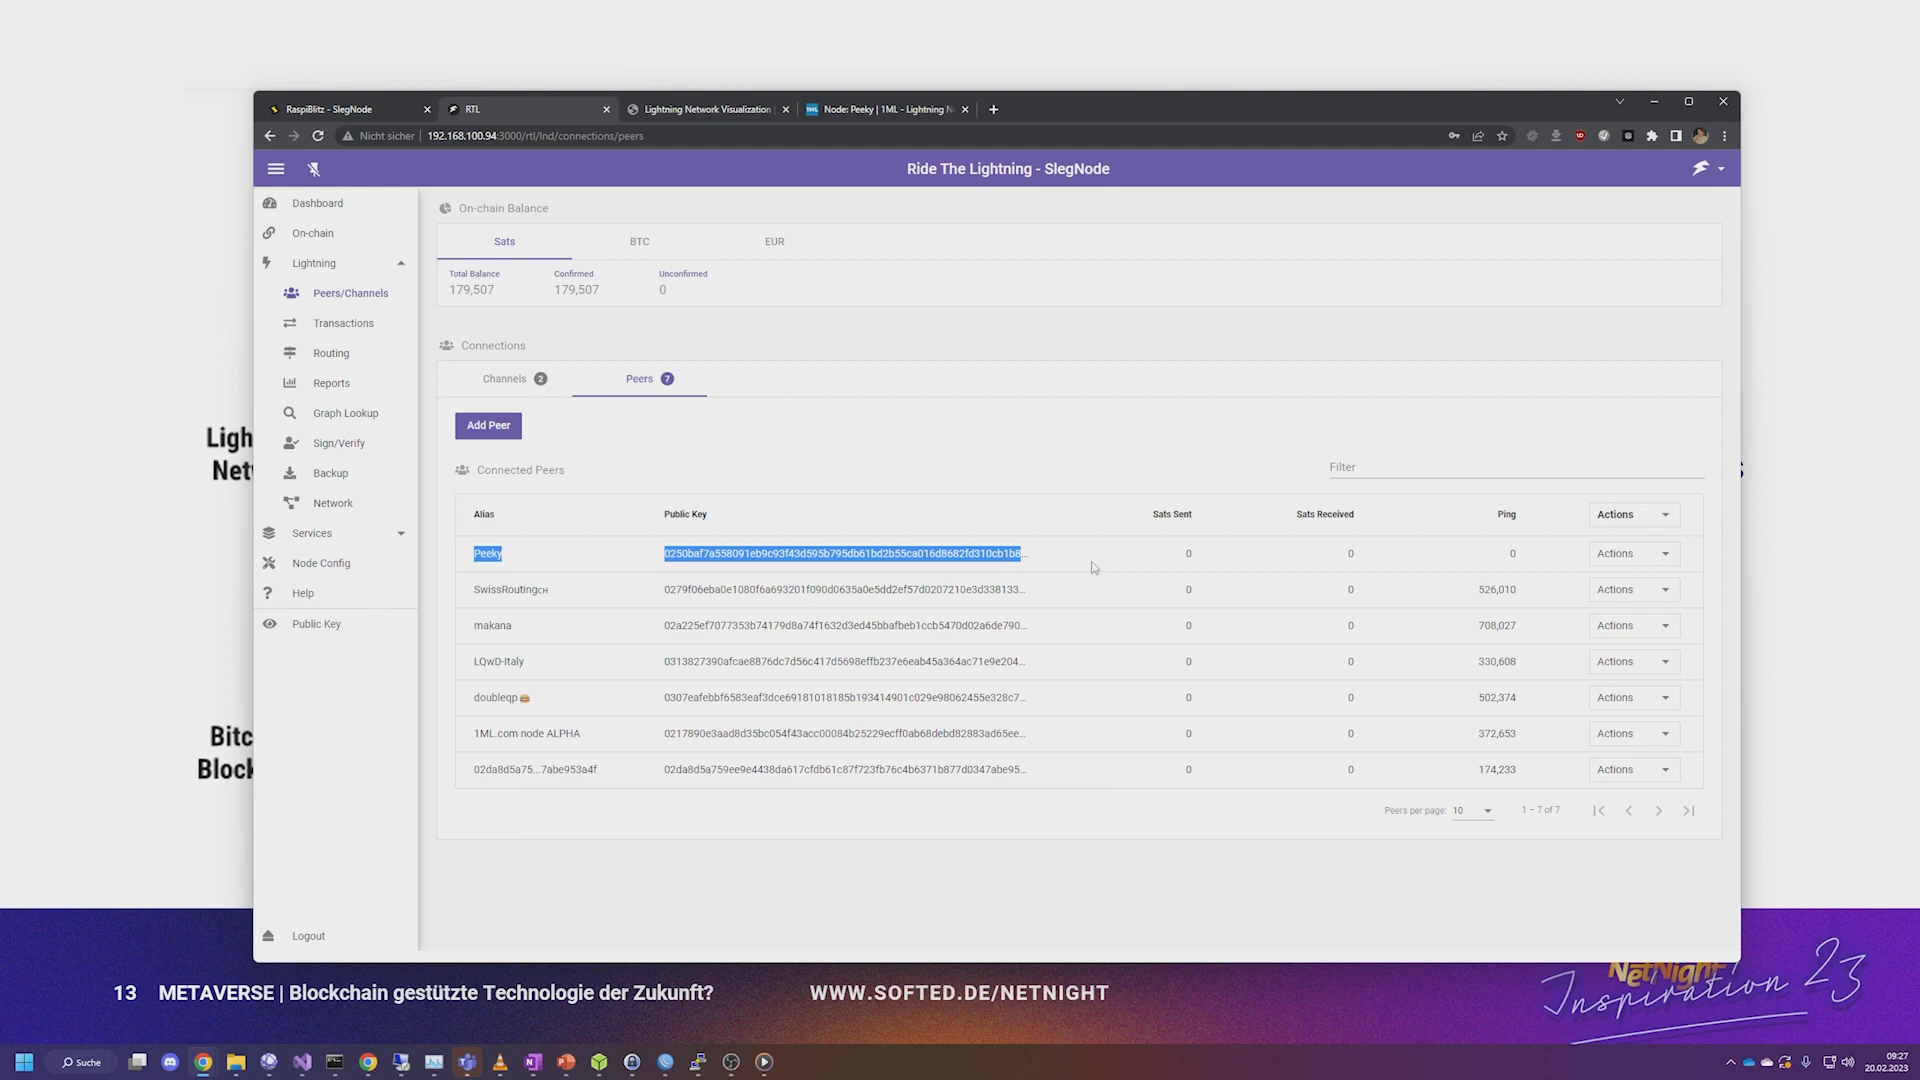 RaspiBlitz - SlegNode
RTL
Lightning Network Visualization
Node: Peeky | 1ML - Lightning N
Nicht sicher | 192.168.100.94:3000/rtl/lnd/connections/peers
Ride The Lightning - SlegNode
Dashboard
On-chain
Lightning
Peers/Channels
Transactions
Routing
Reports
Graph Lookup
Sign/Verify
Backup
Network
Services
Node Config
Help
Public Key
Logout
On-chain Balance
Sats BTC EUR
Total Balance Confirmed Unconfirmed
179,507 179,507 0
Connections
Channels 2 Peers 7
Add Peer
Connected Peers Filter
Alias Public Key Sats Sent Sats Received Ping Actions
Peeky 0250baf7a558091eb9c93f43d595b795db61bd2b55ca016d8682fd310cb1b8... 0 0 0 Actions
SwissRoutingCH 0279f06eba0e1080f6a693201f090d0635a0e5dd2ef57d0207210e3d338133... 0 0 526,010 Actions
makana 02a225ef7077353b74179d8a74f1632d3ed45bbafbeb1ccb5470d02a6de790... 0 0 708,027 Actions
LQwD-Italy 0313827390afcae8876dc7d56c417d5698effb237e6eab45a364ac71e9e204... 0 0 330,608 Actions
doubleqp🍔 0307eafebbf6583eaf3dce69181018185b193414901c029e98062455e328c7... 0 0 502,374 Actions
1ML.com node ALPHA 0217890e3aad8d35bc054f43acc00084b25229ecff0ab68debd82883ad65ee... 0 0 372,653 Actions
02da8d5a75...7abe953a4f 02da8d5a759ee9e4438da617cfdb61c87f723fb76c4b6371b877d0347abe95... 0 0 174,233 Actions
Peers per page: 10 1 – 7 of 7
Ligh
Net
Bitc
Block
13 METAVERSE | Blockchain gestützte Technologie der Zukunft?
WWW.SOFTED.DE/NETNIGHT
NetNight
Inspiration 23
Suche
09:27
20.02.2023